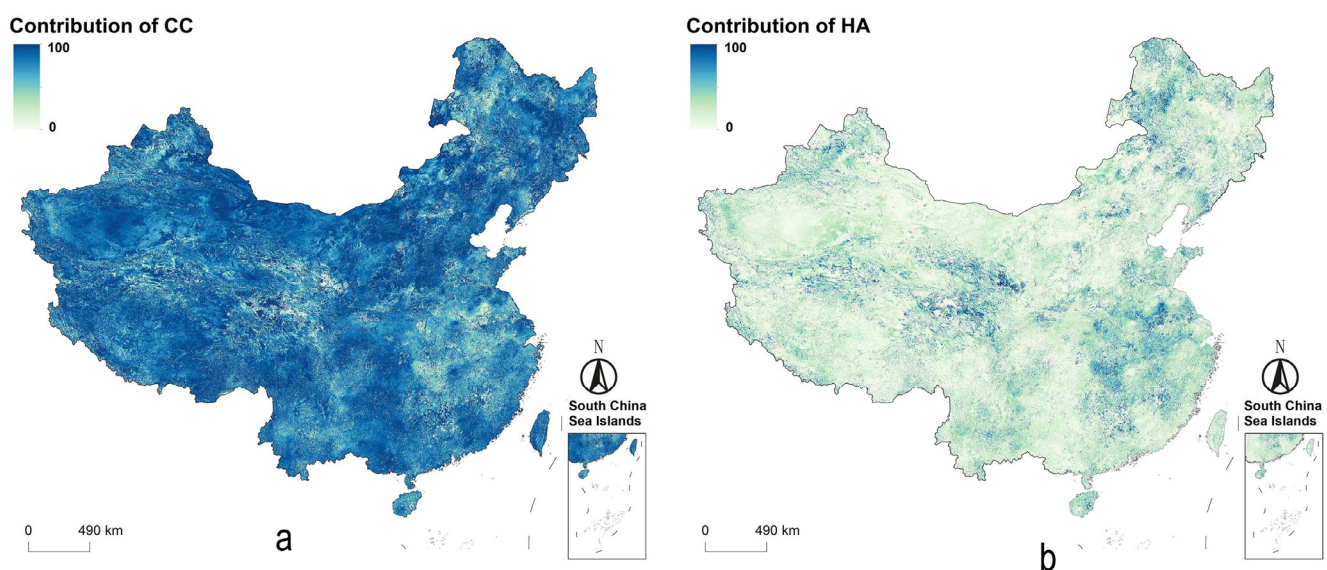 Contribution of CC
100
0
N
South China
Sea Islands
0 490 km
a
Contribution of HA
100
0
N
South China
Sea Islands
0 490 km
b